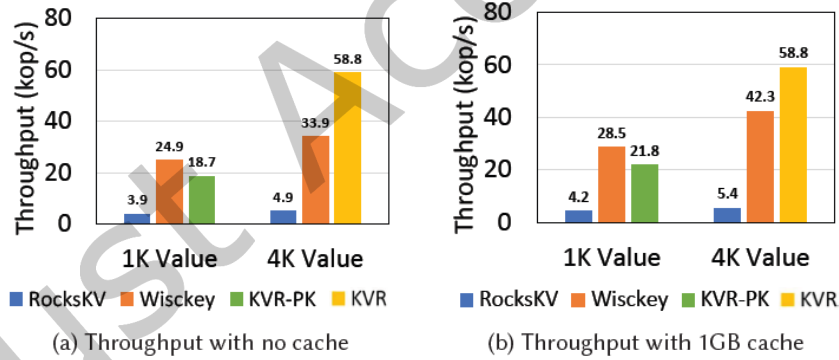 80
60
40
20
0
Throughput (kop/s)
3.9
24.9
18.7
4.9
33.9
58.8
1K Value 4K Value
RocksKV Wisckey KVR-PK KVR
(a) Throughput with no cache
80
60
40
20
0
Throughput (kop/s)
4.2
28.5
21.8
5.4
42.3
58.8
1K Value 4K Value
RocksKV Wisckey KVR-PK KVR
(b) Throughput with 1GB cache
ust Acc